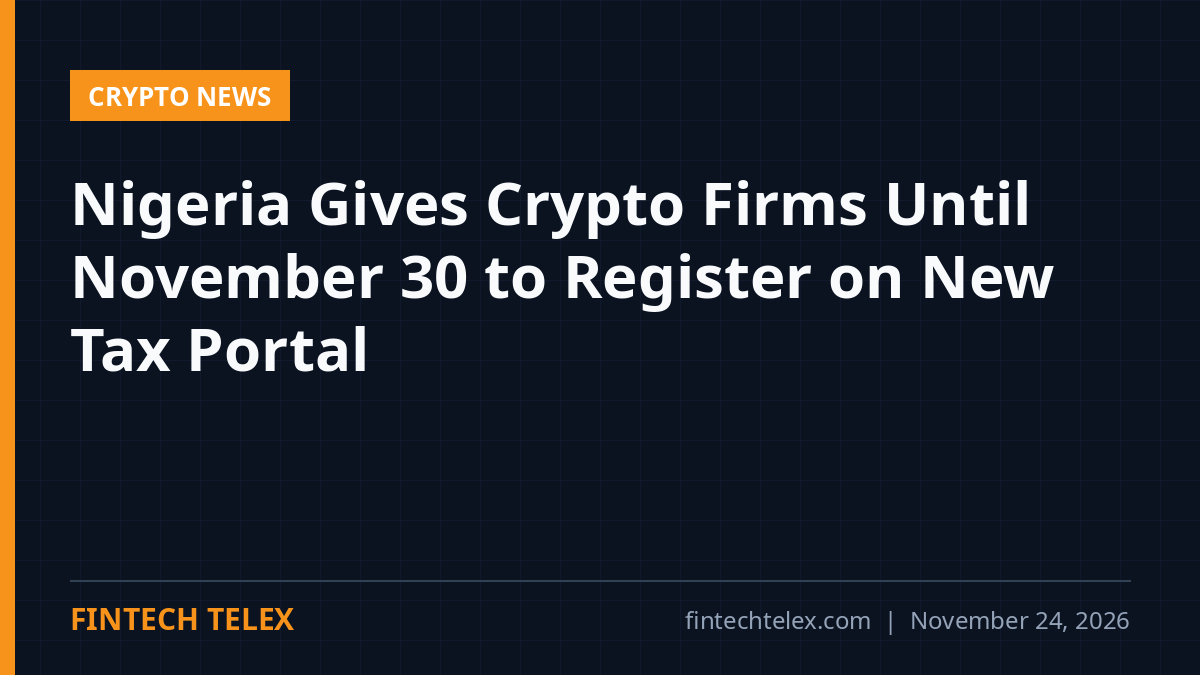 CRYPTO NEWS
Nigeria Gives Crypto Firms Until
November 30 to Register on New
Tax Portal
FINTECH TELEX
fintechtelex.com | November 24, 2026